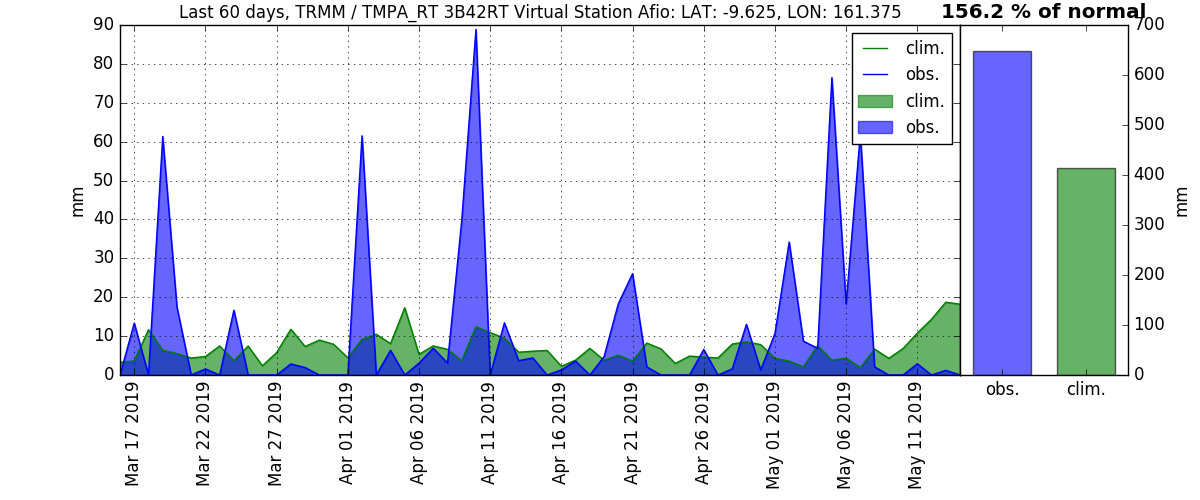 Last 60 days, TRMM / TMPA_RT 3B42RT Virtual Station Afio: LAT: -9.625, LON: 161.375
156.2 % of normal
90
80
70
60
50
40
30
20
10
0
mm
clim.
obs.
clim.
obs.
700
600
500
400
300
200
100
0
mm
obs.
clim.
Mar 17 2019
Mar 22 2019
Mar 27 2019
Apr 01 2019
Apr 06 2019
Apr 11 2019
Apr 16 2019
Apr 21 2019
Apr 26 2019
May 01 2019
May 06 2019
May 11 2019